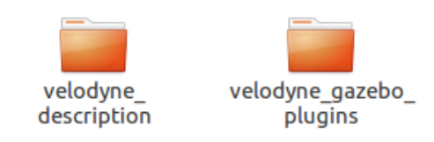 velodyne_
description
velodyne_gazebo_
plugins